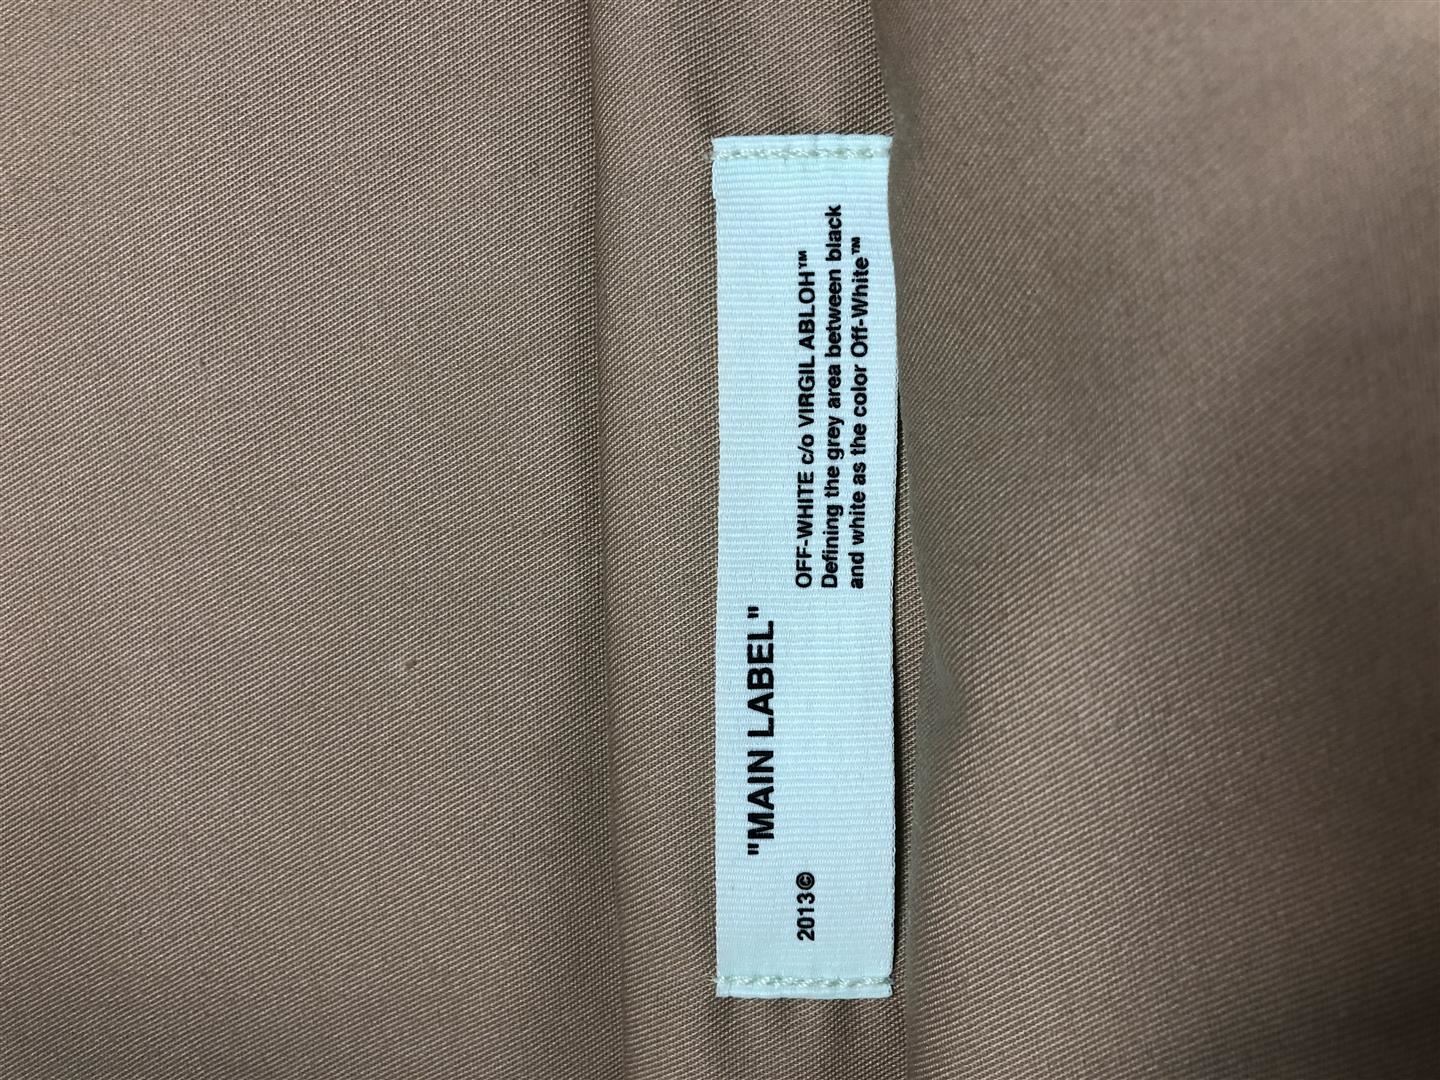 "MAIN LABEL"
2013©
OFF-WHITE c/o VIRGIL ABLOH™
Defining the grey area between black
and white as the color Off-White™